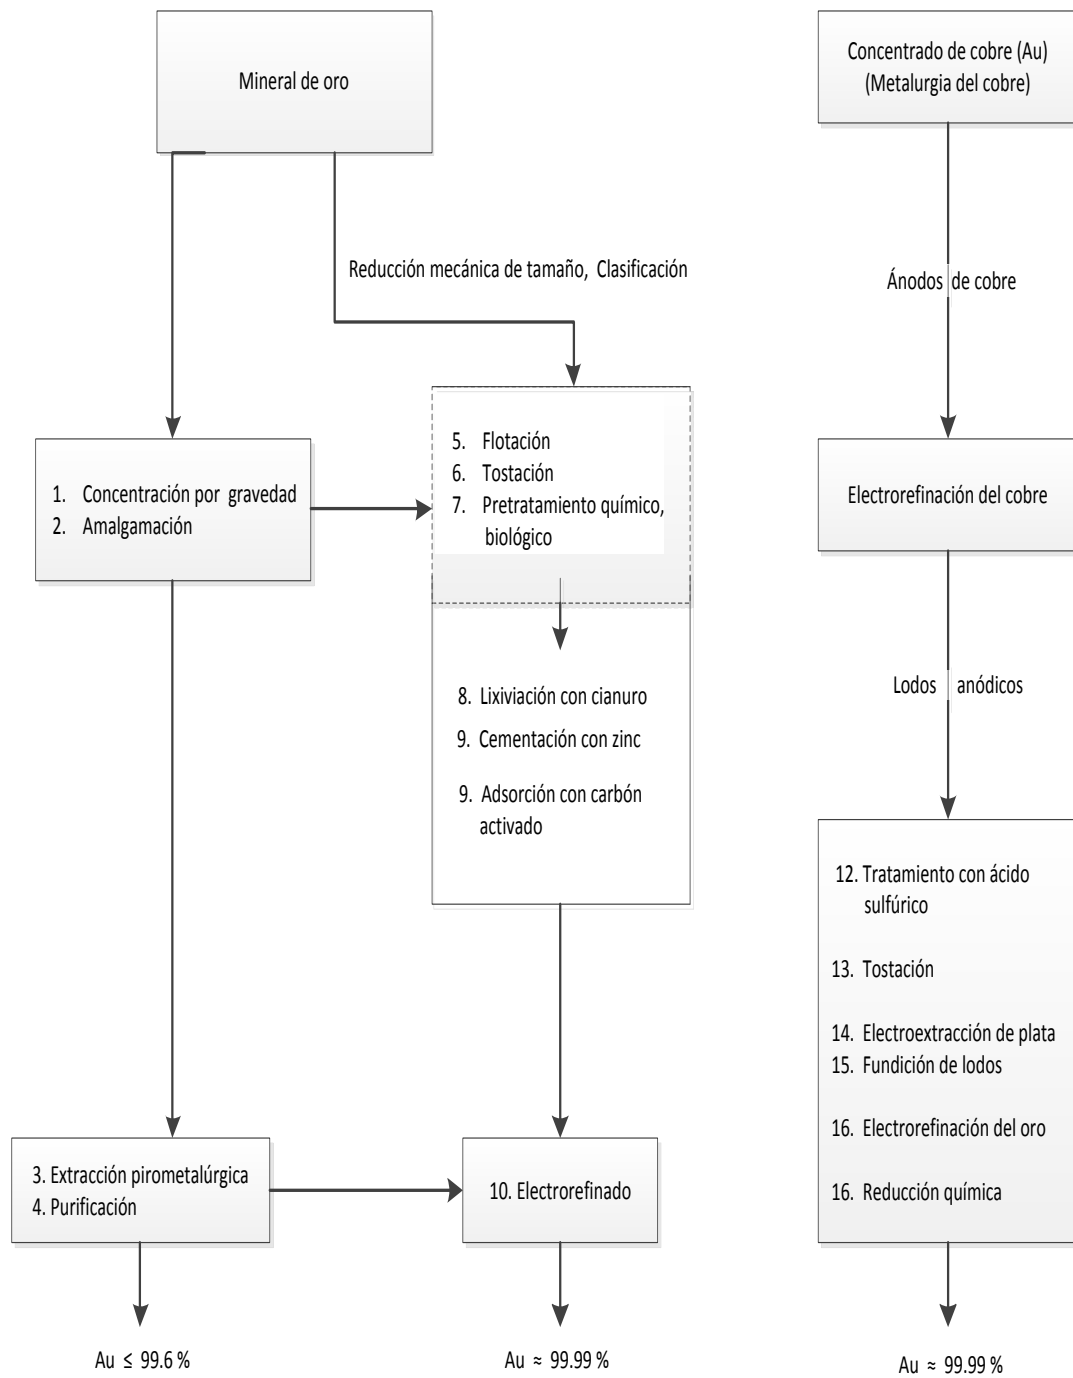 Mineral de oro
Concentrado de cobre (Au)
(Metalurgia del cobre)
Reducción mecánica de tamaño, Clasificación
Ánodos de cobre
1. Concentración por gravedad
2. Amalgamación
5. Flotación
6. Tostación
7. Pretratamiento químico,
biológico
Electrorefinación del cobre
8. Lixiviación con cianuro
9. Cementación con zinc
9. Adsorción con carbón
activado
Lodos anódicos
12. Tratamiento con ácido
sulfúrico
13. Tostación
14. Electroextracción de plata
15. Fundición de lodos
16. Electrorefinación del oro
16. Reducción química
3. Extracción pirometalúrgica
4. Purificación
10. Electrorefinado
Au ≤ 99.6 %
Au ≈ 99.99 %
Au ≈ 99.99 %